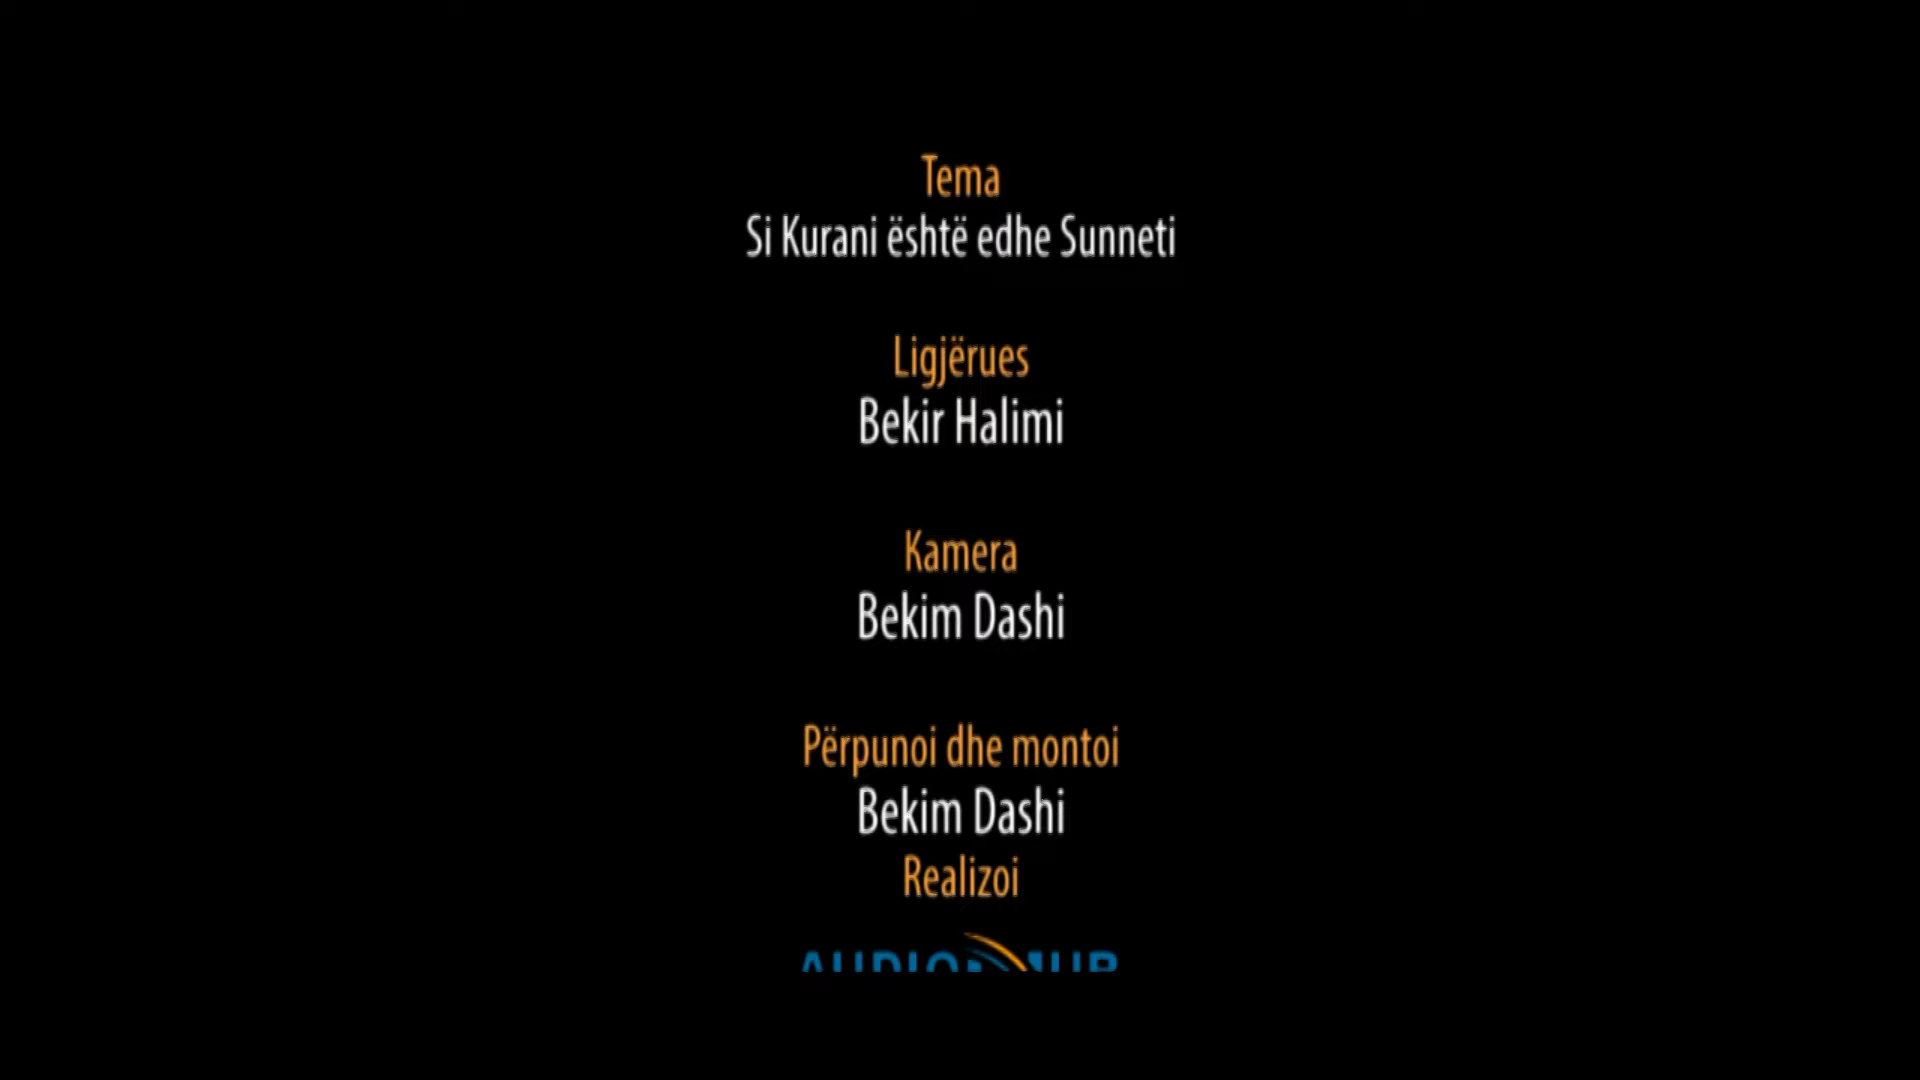 Tema
Si Kurani është edhe Sunneti
Ligjërues
Bekir Halimi
Kamera
Bekim Dashi
Përpunoi dhe montoi
Bekim Dashi
Realizoi